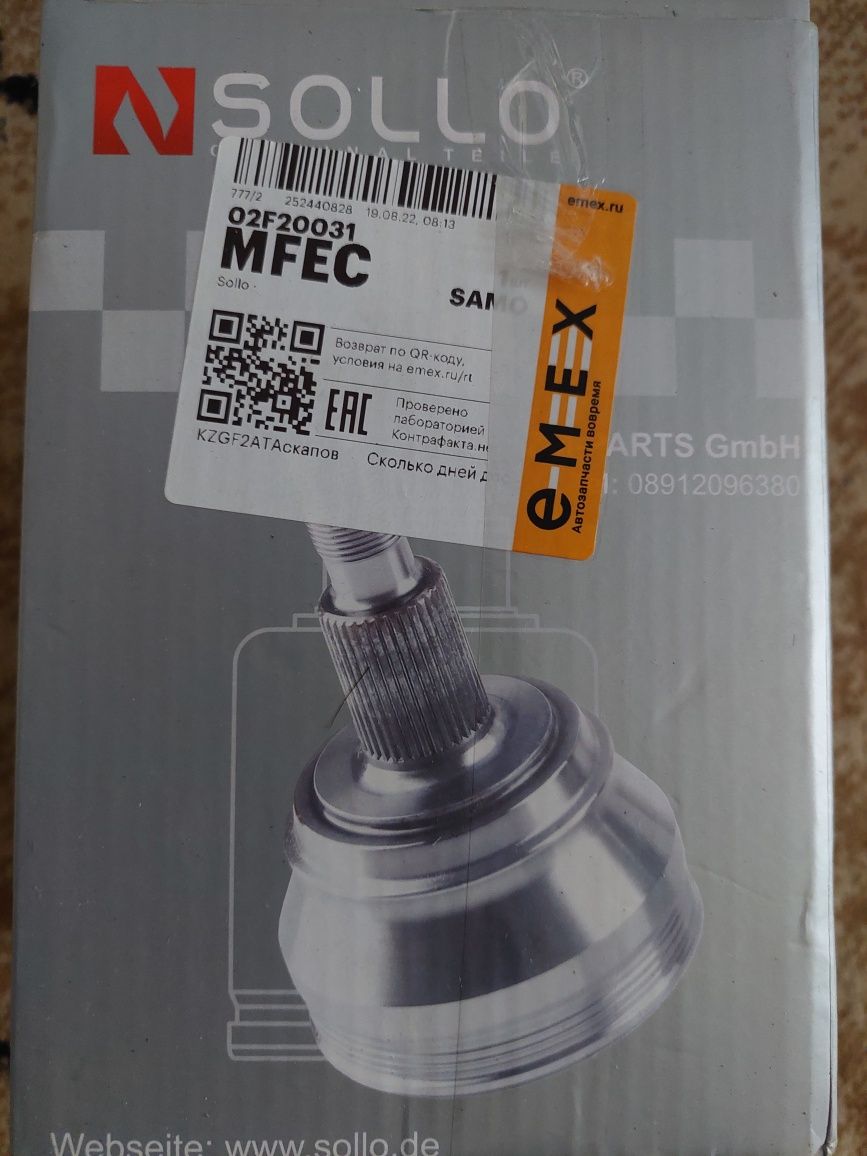 SOLLO®
777/2 252440828 19.08.22, 08:13
emex.ru
02F20031
MFEC
Sollo
SAMO
Возврат по QR-коду,
условия на emex.ru/rt
EAC
Проверено
лабораторией
Контрафакта.не
KZGF2ATAскапов
Сколько дней
eMEX
Автозапчасти вовремя
ARTS GmbH
08912096380
Webseite: www.sollo.de